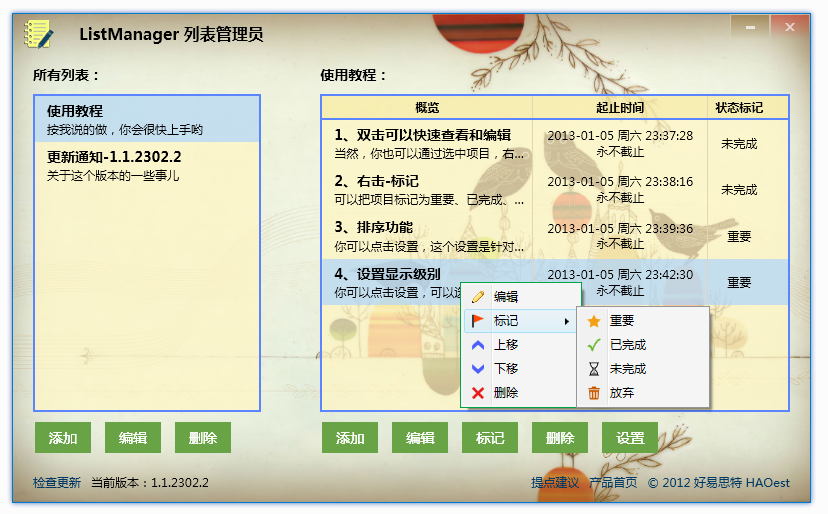 ListManager 列表管理员
所有列表：
使用教程
按我说的做，你会很快上手哟
更新通知-1.1.2302.2
关于这个版本的一些事儿
添加 编辑 删除
使用教程：
概览 起止时间 状态标记
1、双击可以快速查看和编辑
当然，你也可以通过选中项目，右...
2013-01-05 周六 23:37:28
永不截止
未完成
2、右击-标记
可以把项目标记为重要、已完成、...
2013-01-05 周六 23:38:16
永不截止
未完成
3、排序功能
你可以点击设置，这个设置是针对...
2013-01-05 周六 23:39:36
永不截止
重要
4、设置显示级别
你可以点击设置，可以
2013-01-05 周六 23:42:30
永不截止
重要
编辑
标记
上移
下移
删除
重要
已完成
未完成
放弃
添加 编辑 标记 删除 设置
检查更新 当前版本：1.1.2302.2
提点建议 产品首页 © 2012 好易思特 HAOest